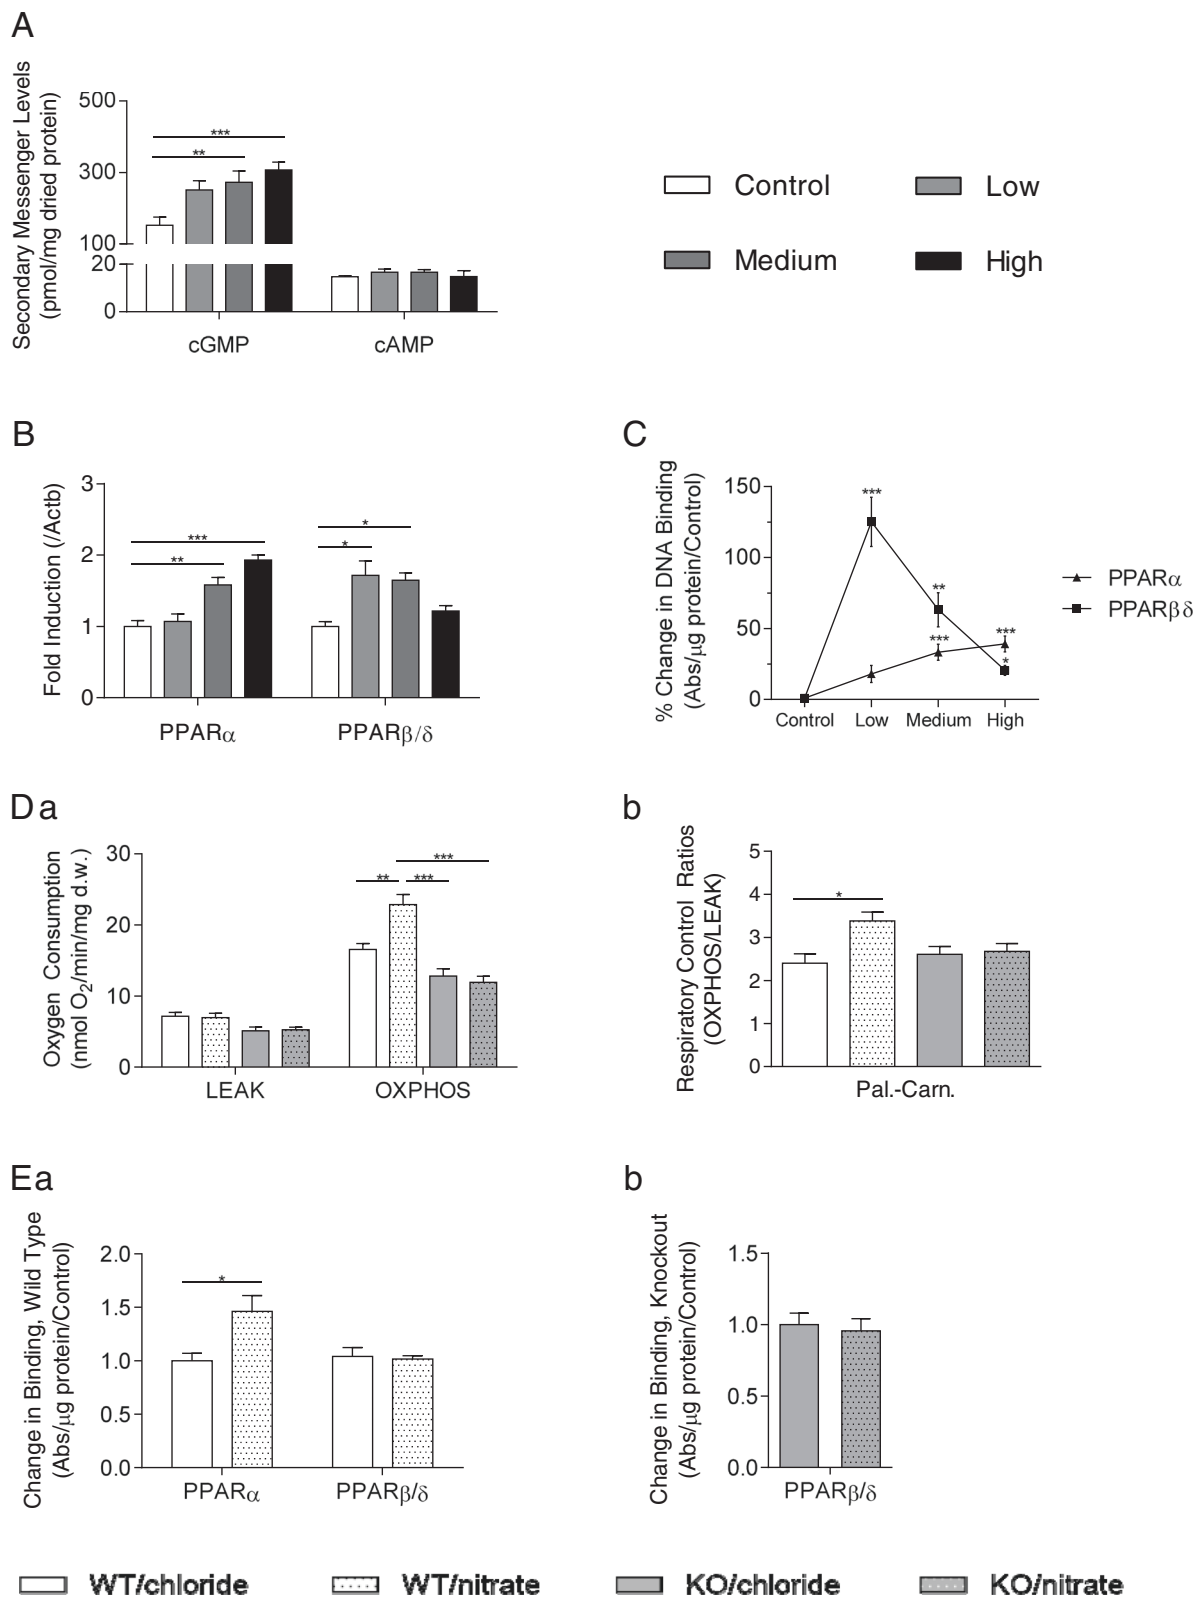 A
Secondary Messenger Levels
(pmol/mg dried protein)
500
300
100
20
0
***
**
cGMP
cAMP
Control
Low
Medium
High
B
Fold Induction (/Actb)
3
2
1
0
***
**
*
*
PPARα
PPARβ/δ
C
% Change in DNA Binding
(Abs/μg protein/Control)
150
100
50
0
***
**
***
***
*
Control
Low
Medium
High
PPARα
PPARβδ
Da
Oxygen Consumption
(nmol O2/min/mg d.w.)
30
20
10
0
***
**
***
LEAK
OXPHOS
b
Respiratory Control Ratios
(OXPHOS/LEAK)
5
4
3
2
1
0
*
Pal.-Carn.
Ea
Change in Binding, Wild Type
(Abs/μg protein/Control)
2.0
1.5
1.0
0.5
0.0
*
PPARα
PPARβ/δ
b
Change in Binding, Knockout
(Abs/μg protein/Control)
1.5
1.0
0.5
0.0
PPARβ/δ
WT/chloride
WT/nitrate
KO/chloride
KO/nitrate